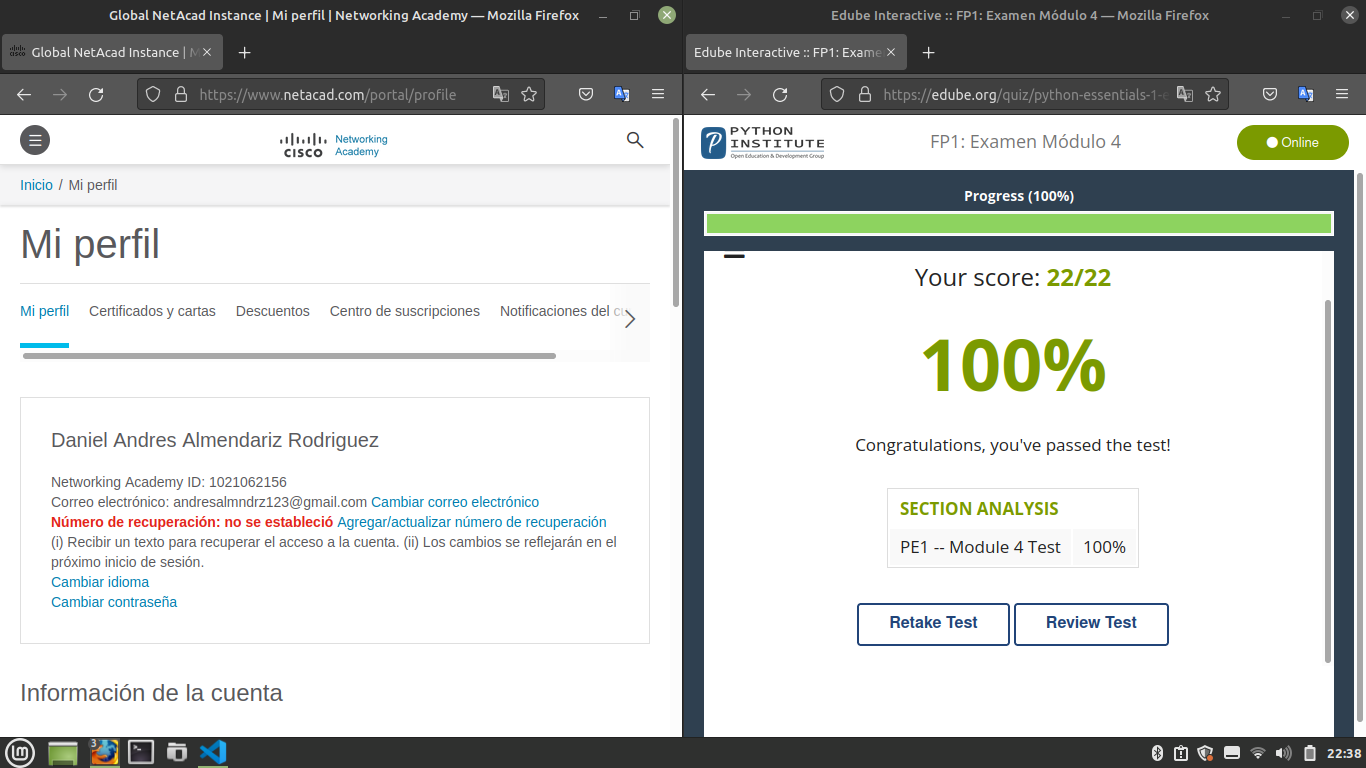 Global NetAcad Instance | Mi perfil | Networking Academy — Mozilla Firefox
Global NetAcad Instance | M
https://www.netacad.com/portal/profile
CISCO
Networking
Academy
Inicio / Mi perfil
Mi perfil
Mi perfil Certificados y cartas Descuentos Centro de suscripciones Notificaciones del cu
Daniel Andres Almendariz Rodriguez
Networking Academy ID: 1021062156
Correo electrónico: andresalmndrz123@gmail.com Cambiar correo electrónico
Número de recuperación: no se estableció Agregar/actualizar número de recuperación
(i) Recibir un texto para recuperar el acceso a la cuenta. (ii) Los cambios se reflejarán en el
próximo inicio de sesión.
Cambiar idioma
Cambiar contraseña
Información de la cuenta
Edube Interactive :: FP1: Examen Módulo 4 — Mozilla Firefox
Edube Interactive :: FP1: Exame
https://edube.org/quiz/python-essentials-1-e
PYTHON
INSTITUTE
Open Education & Development Group
FP1: Examen Módulo 4
Online
Progress (100%)
Your score: 22/22
100%
Congratulations, you've passed the test!
SECTION ANALYSIS
PE1 -- Module 4 Test 100%
Retake Test Review Test
3
22:38